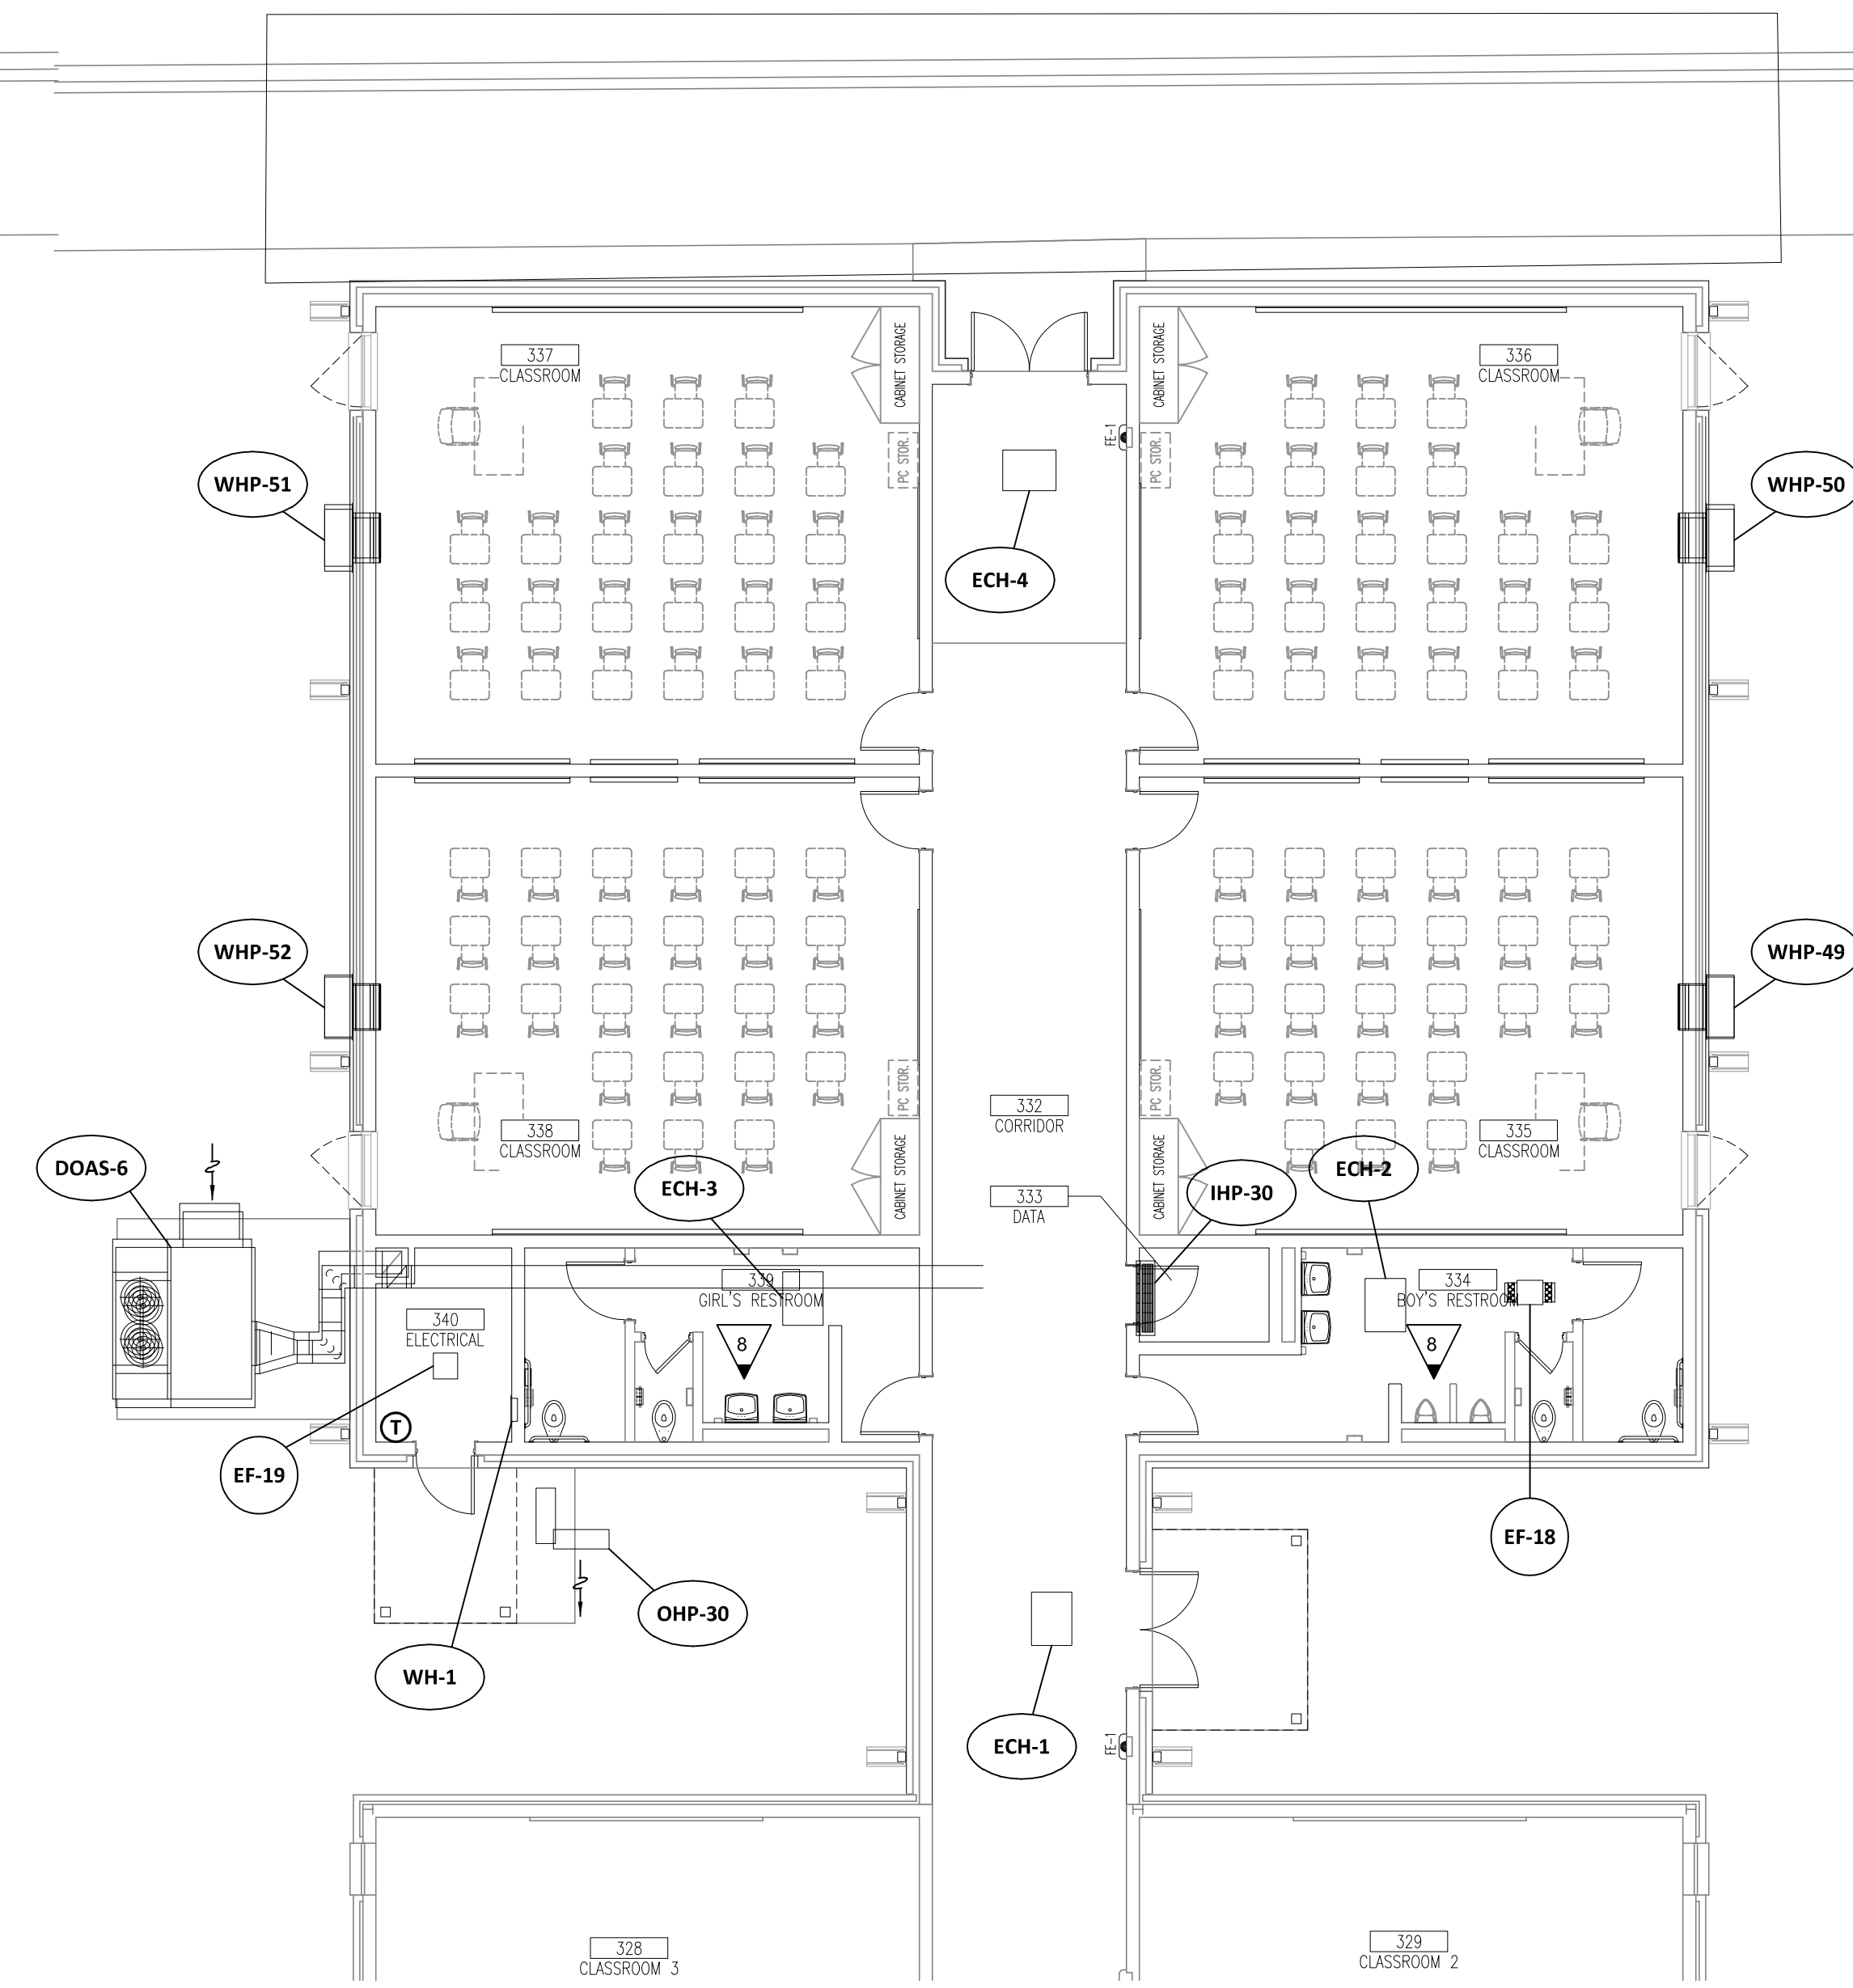 337
CLASSROOM
CABINET STORAGE
CABINET STORAGE
336
CLASSROOM
FE-1
PC STOR.
PC STOR.
WHP-51
WHP-50
ECH-4
WHP-52
WHP-49
PC STOR.
PC STOR.
332
CORRIDOR
338
CLASSROOM
335
CLASSROOM
CABINET STORAGE
CABINET STORAGE
DOAS-6
ECH-3
333
DATA
IHP-30
ECH-2
339
GIRL'S RESTROOM
334
BOY'S RESTROOM
340
ELECTRICAL
8
8
T
EF-19
EF-18
OHP-30
WH-1
ECH-1
FE-1
328
CLASSROOM 3
329
CLASSROOM 2